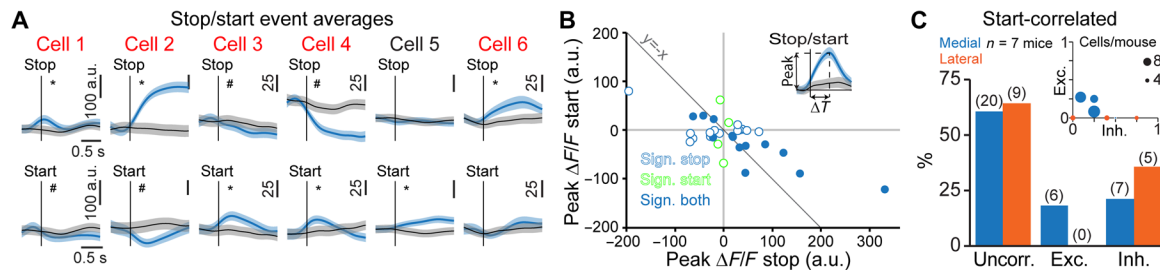 A
Stop/start event averages
Cell 1 Cell 2 Cell 3 Cell 4 Cell 5 Cell 6
Stop Stop Stop Stop Stop Stop
* * # # *
100 a.u. 25 25 25
0.5 s
Start Start Start Start Start Start
# # * * *
100 a.u. 25 25 25
0.5 s
B
y=-x
Stop/start
Peak
ΔT
Peak ΔF/F start (a.u.)
200
100
0
−100
−200
Sign. stop
Sign. start
Sign. both
−200 −100 0 100 200 300
Peak ΔF/F stop (a.u.)
C
Start-correlated
Medial n = 7 mice
Lateral
Cells/mouse
8
4
Exc.
1
0
0 1
Inh.
%
75
50
25
0
(20) (9)
(6)
(0)
(7) (5)
Uncorr. Exc. Inh.